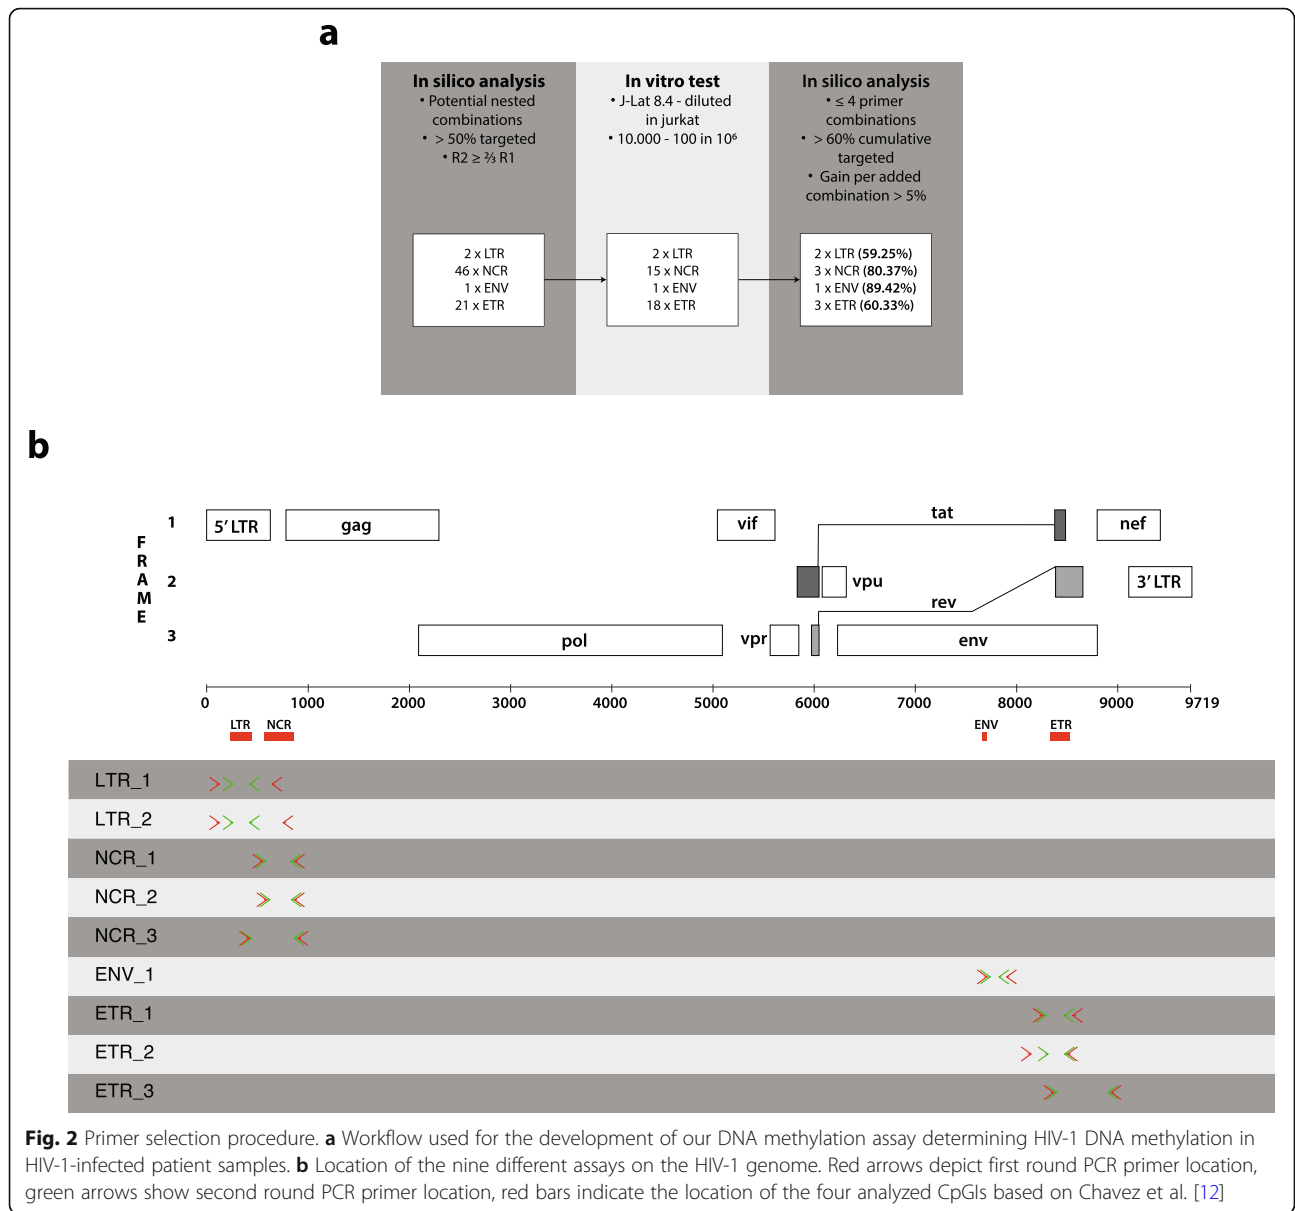 a
In silico analysis
• Potential nested
combinations
• > 50% targeted
• R2 ≥ ⅔ R1
In vitro test
• J-Lat 8.4 - diluted
in jurkat
• 10.000 - 100 in 10⁶
In silico analysis
• ≤ 4 primer
combinations
• > 60% cumulative
targeted
• Gain per added
combination > 5%
2 x LTR
46 x NCR
1 x ENV
21 x ETR
2 x LTR
15 x NCR
1 x ENV
18 x ETR
2 x LTR (59.25%)
3 x NCR (80.37%)
1 x ENV (89.42%)
3 x ETR (60.33%)
b
FRAME
1
5' LTR
gag
vif
tat
nef
2
vpu
3' LTR
rev
3
pol
vpr
env
0 1000 2000 3000 4000 5000 6000 7000 8000 9000 9719
LTR NCR ENV ETR
LTR_1
LTR_2
NCR_1
NCR_2
NCR_3
ENV_1
ETR_1
ETR_2
ETR_3
Fig. 2 Primer selection procedure. a Workflow used for the development of our DNA methylation assay determining HIV-1 DNA methylation in
HIV-1-infected patient samples. b Location of the nine different assays on the HIV-1 genome. Red arrows depict first round PCR primer location,
green arrows show second round PCR primer location, red bars indicate the location of the four analyzed CpGIs based on Chavez et al. [12]